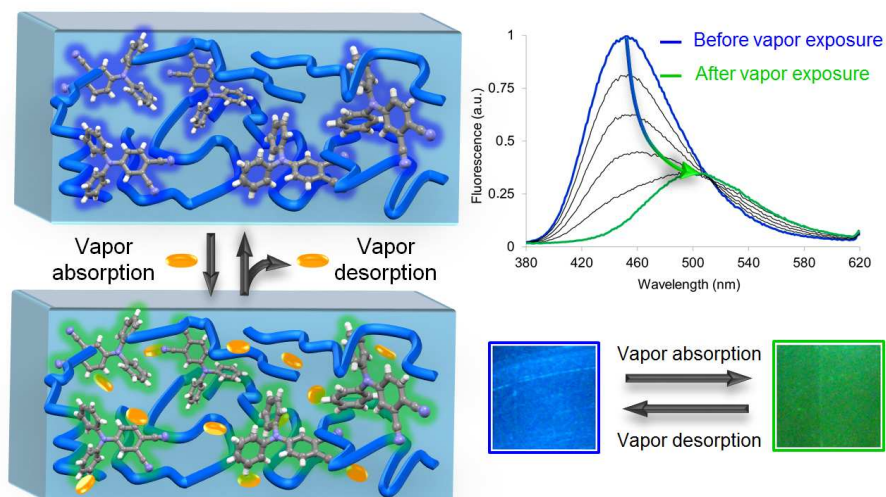 Vapor
absorption
Vapor
desorption
Before vapor exposure
After vapor exposure
Fluorescence (a.u.)
1
0.75
0.5
0.25
0
380
420
460
500
540
580
620
Wavelength (nm)
Vapor absorption
Vapor desorption